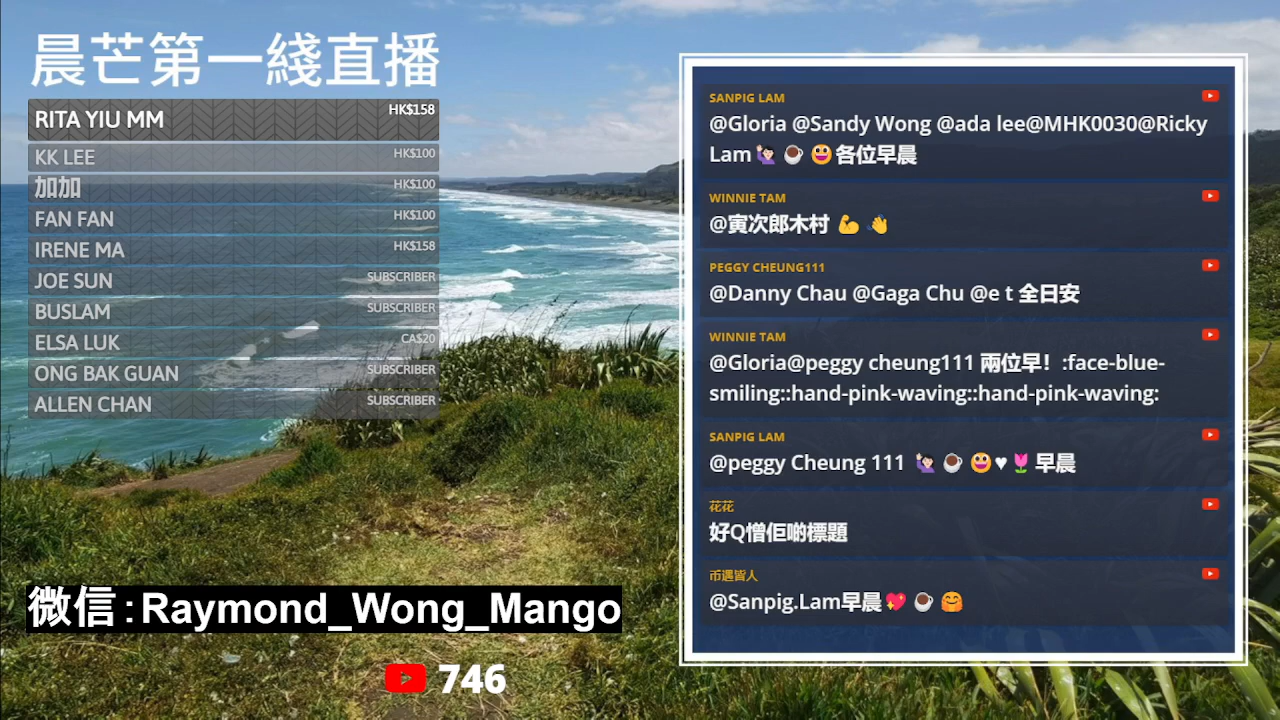 晨芒第一綫直播
RITA YIU MM HK$158
KK LEE HK$100
加加 HK$100
FAN FAN HK$100
IRENE MA HK$158
JOE SUN SUBSCRIBER
BUSLAM SUBSCRIBER
ELSA LUK CA$20
ONG BAK GUAN SUBSCRIBER
ALLEN CHAN SUBSCRIBER
微信:Raymond_Wong_Mango
746
SANPIG LAM
@Gloria @Sandy Wong @ada lee@MHK0030@Ricky
Lam🙋🏻‍♀️ ☕ 😃各位早晨
WINNIE TAM
@寅次郎木村 💪 👋
PEGGY CHEUNG111
@Danny Chau @Gaga Chu @e t 全日安
WINNIE TAM
@Gloria@peggy cheung111 兩位早！:face-blue-
smiling::hand-pink-waving::hand-pink-waving:
SANPIG LAM
@peggy Cheung 111 🙋🏻‍♀️ ☕ 😃♥🌷早晨
花花
好Q憎佢啲標題
币遇皆人
@Sanpig.Lam早晨💖 ☕ 🤗